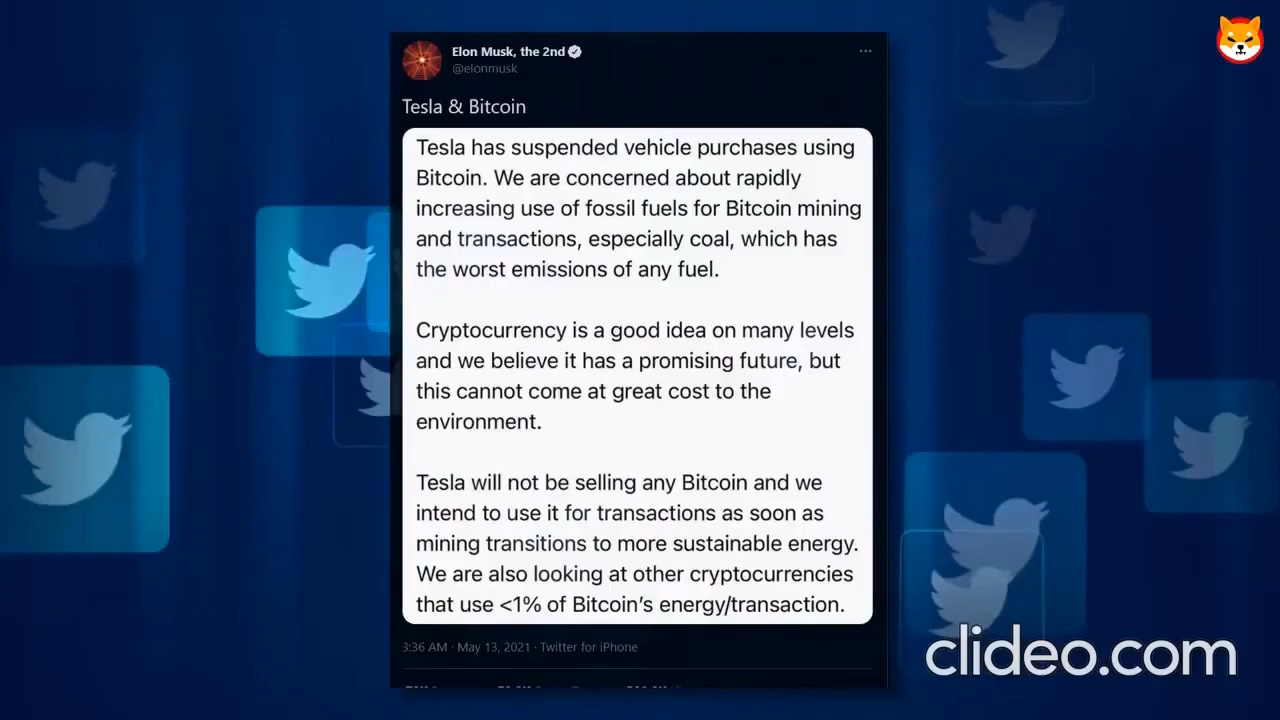 Elon Musk, the 2nd
@elonmusk
Tesla & Bitcoin
Tesla has suspended vehicle purchases using
Bitcoin. We are concerned about rapidly
increasing use of fossil fuels for Bitcoin mining
and transactions, especially coal, which has
the worst emissions of any fuel.
Cryptocurrency is a good idea on many levels
and we believe it has a promising future, but
this cannot come at great cost to the
environment.
Tesla will not be selling any Bitcoin and we
intend to use it for transactions as soon as
mining transitions to more sustainable energy.
We are also looking at other cryptocurrencies
that use <1% of Bitcoin’s energy/transaction.
3:36 AM · May 13, 2021 · Twitter for iPhone
clideo.com